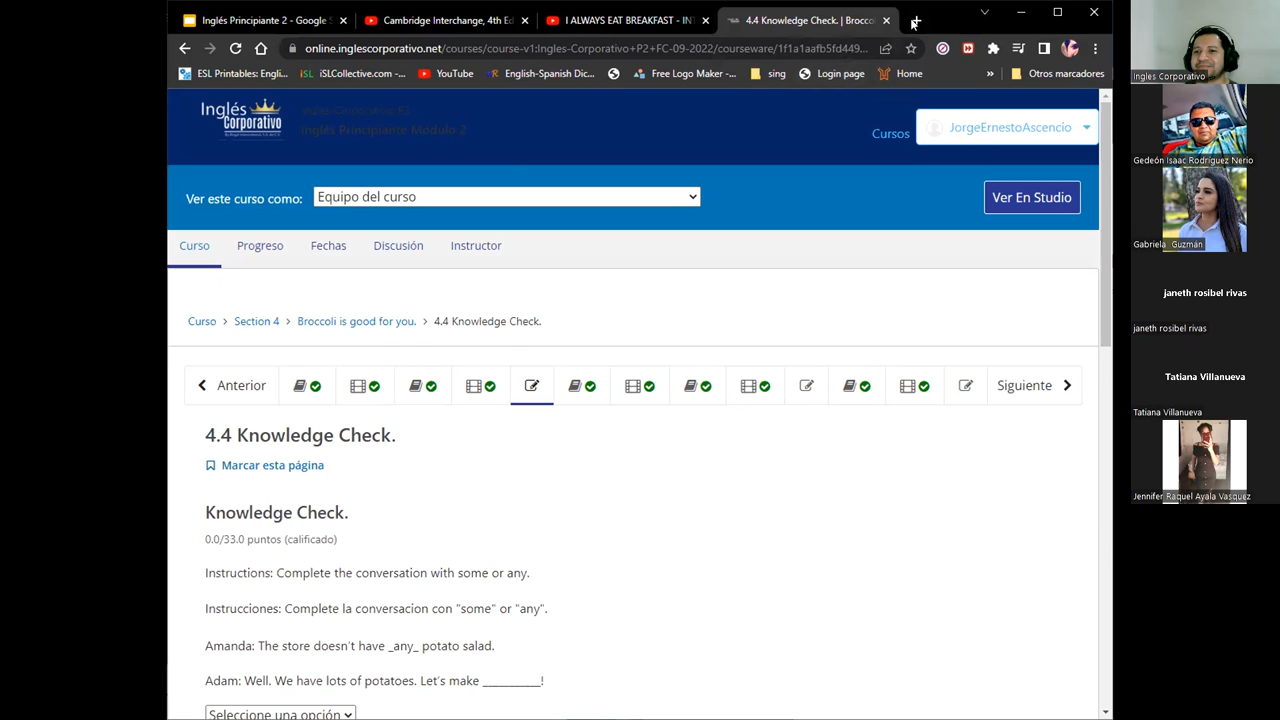 Inglés Principiante 2 - Google S
Cambridge Interchange, 4th Ed
I ALWAYS EAT BREAKFAST - INT
4.4 Knowledge Check. | Brocco
online.inglescorporativo.net/courses/course-v1:Ingles-Corporativo+P2+FC-09-2022/courseware/1f1a1aafb5fd449...
ESL Printables: Engli...
iSL iSLCollective.com -...
YouTube
English-Spanish Dic...
Free Logo Maker -...
sing
Login page
Home
»
Otros marcadores
Inglés
Corporativo
Inglés Principiante Modulo 2
Cursos
JorgeErnestoAscencio
Ver este curso como:
Equipo del curso
Ver En Studio
Curso
Progreso
Fechas
Discusión
Instructor
Curso > Section 4 > Broccoli is good for you. > 4.4 Knowledge Check.
Anterior
Siguiente
4.4 Knowledge Check.
Marcar esta página
Knowledge Check.
0.0/33.0 puntos (calificado)
Instructions: Complete the conversation with some or any.
Instrucciones: Complete la conversacion con "some" or "any".
Amanda: The store doesn't have _any_ potato salad.
Adam: Well. We have lots of potatoes. Let's make __________!
Seleccione una opción
Ingles Corporativo
Gedeón Isaac Rodríguez Nerio
Gabriela Guzmán
janeth rosibel rivas
janeth rosibel rivas
Tatiana Villanueva
Tatiana Villanueva
Jennifer Raquel Ayala Vasquez